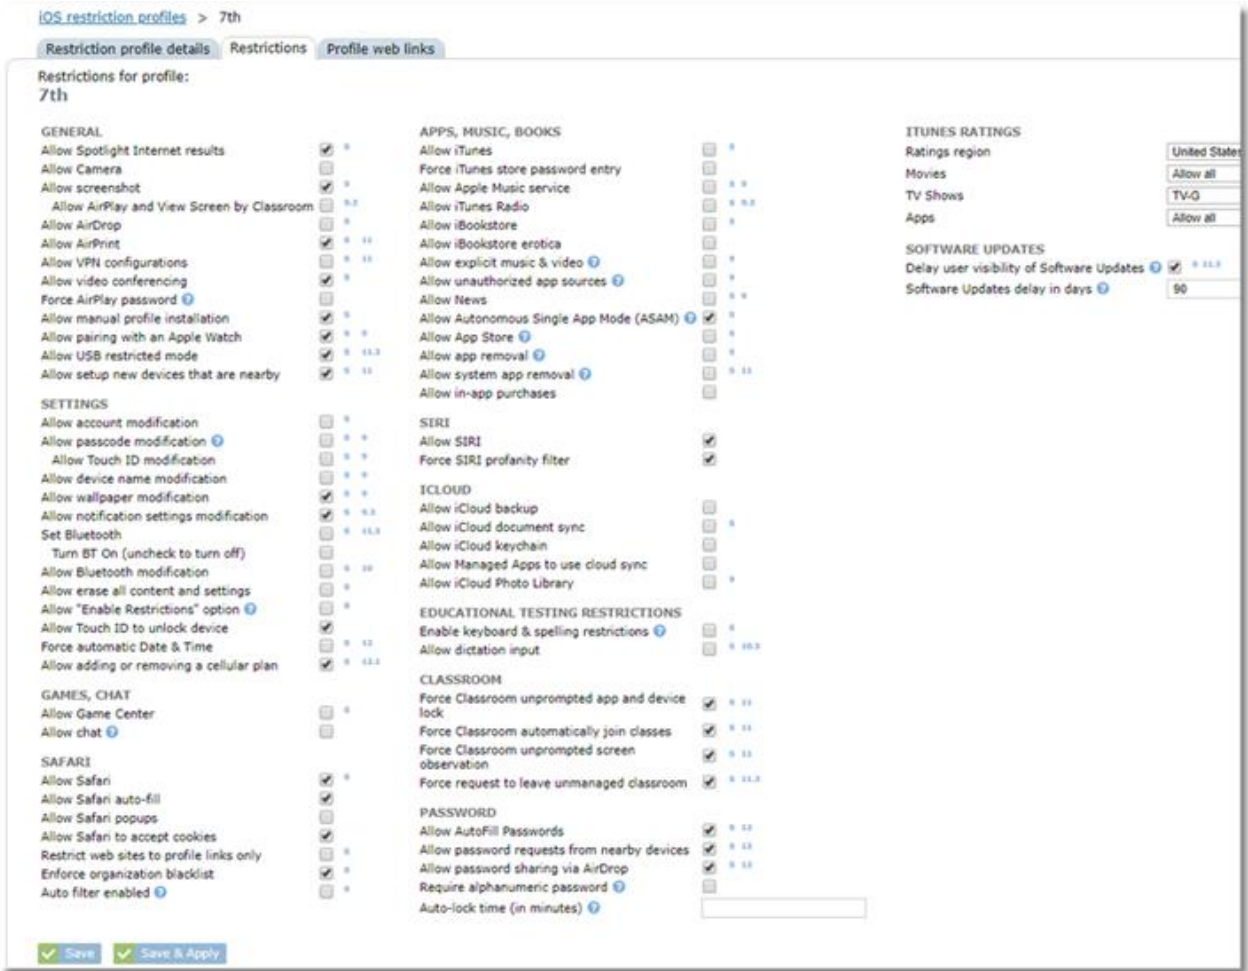 iOS restriction profiles > 7th
Restriction profile details Restrictions Profile web links
Restrictions for profile:
7th
GENERAL
Allow Spotlight Internet results
Allow Camera
Allow screenshot
Allow AirPlay and View Screen by Classroom
Allow AirDrop
Allow AirPrint
Allow VPN configurations
Allow video conferencing
Force AirPlay password
Allow manual profile installation
Allow pairing with an Apple Watch
Allow USB restricted mode
Allow setup new devices that are nearby
SETTINGS
Allow account modification
Allow passcode modification
Allow Touch ID modification
Allow device name modification
Allow wallpaper modification
Allow notification settings modification
Set Bluetooth
Turn BT On (uncheck to turn off)
Allow Bluetooth modification
Allow erase all content and settings
Allow "Enable Restrictions" option
Allow Touch ID to unlock device
Force automatic Date & Time
Allow adding or removing a cellular plan
GAMES, CHAT
Allow Game Center
Allow chat
SAFARI
Allow Safari
Allow Safari auto-fill
Allow Safari popups
Allow Safari to accept cookies
Restrict web sites to profile links only
Enforce organization blacklist
Auto filter enabled
APPS, MUSIC, BOOKS
Allow iTunes
Force iTunes store password entry
Allow Apple Music service
Allow iTunes Radio
Allow iBookstore
Allow iBookstore erotica
Allow explicit music & video
Allow unauthorized app sources
Allow News
Allow Autonomous Single App Mode (ASAM)
Allow App Store
Allow app removal
Allow system app removal
Allow in-app purchases
SIRI
Allow SIRI
Force SIRI profanity filter
ICLOUD
Allow iCloud backup
Allow iCloud document sync
Allow iCloud keychain
Allow Managed Apps to use cloud sync
Allow iCloud Photo Library
EDUCATIONAL TESTING RESTRICTIONS
Enable keyboard & spelling restrictions
Allow dictation input
CLASSROOM
Force Classroom unprompted app and device
lock
Force Classroom automatically join classes
Force Classroom unprompted screen
observation
Force request to leave unmanaged classroom
PASSWORD
Allow AutoFill Passwords
Allow password requests from nearby devices
Allow password sharing via AirDrop
Require alphanumeric password
Auto-lock time (in minutes)
ITUNES RATINGS
Ratings region United States
Movies Allow all
TV Shows TV-G
Apps Allow all
SOFTWARE UPDATES
Delay user visibility of Software Updates
Software Updates delay in days 90
Save Save & Apply